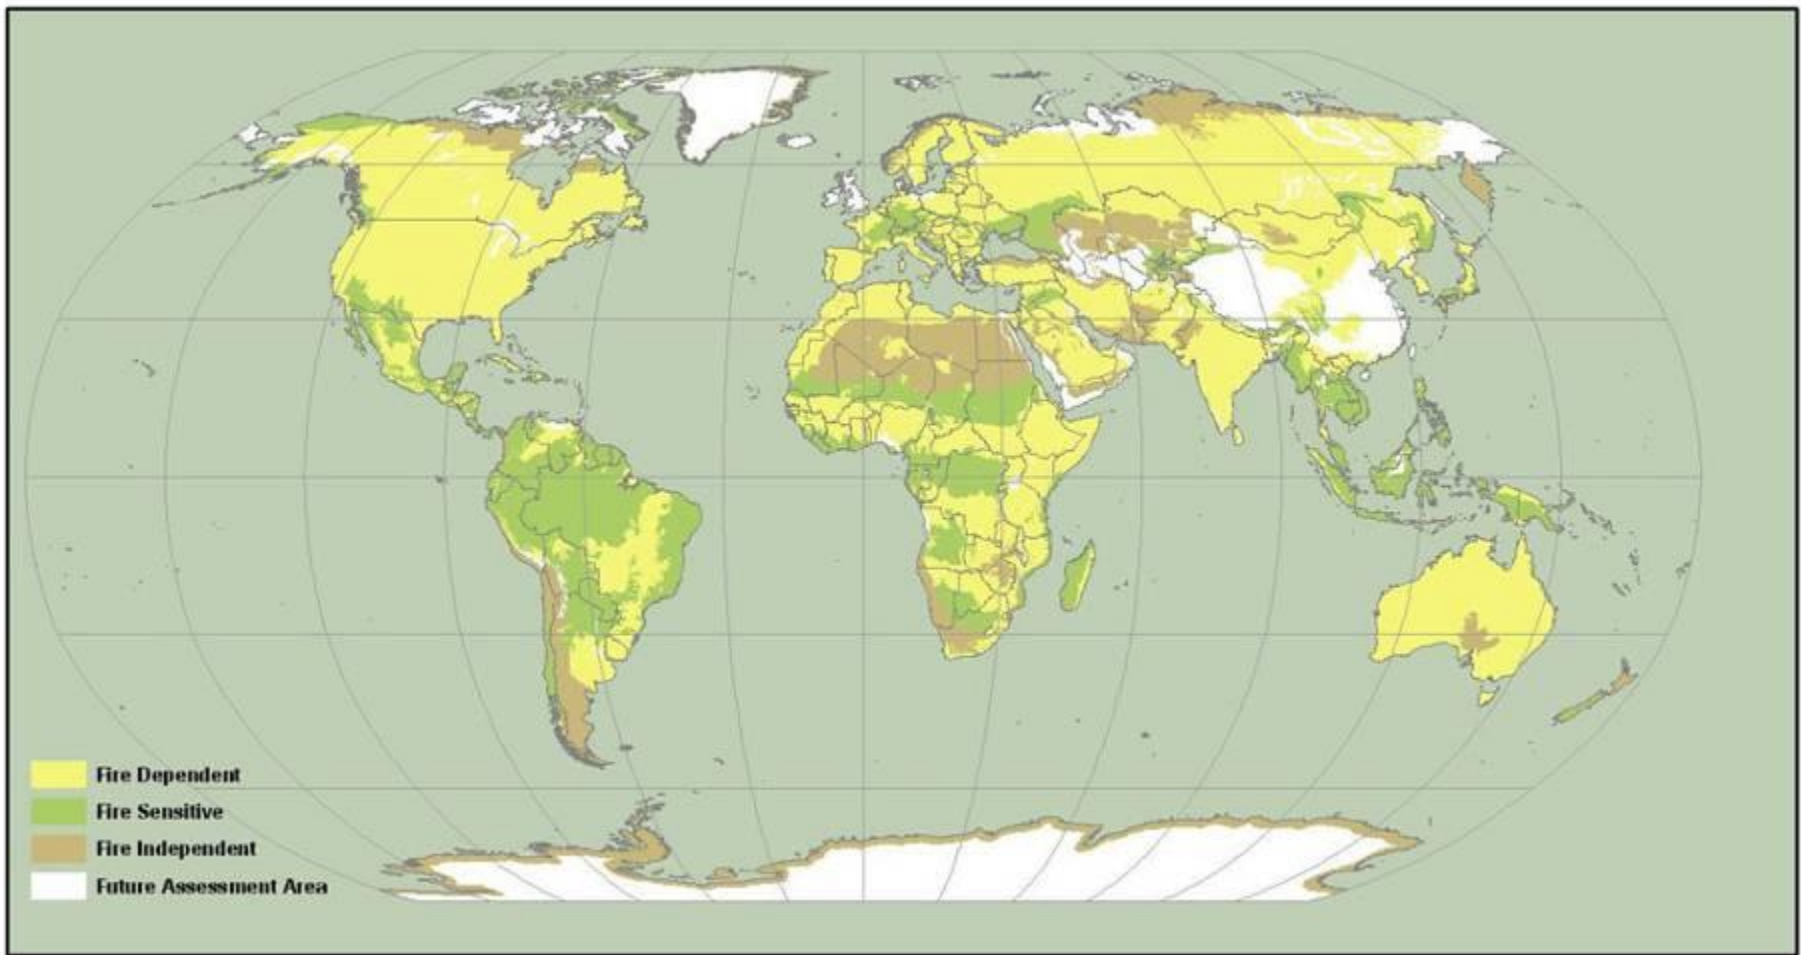 Fire Dependent
Fire Sensitive
Fire Independent
Future Assessment Area